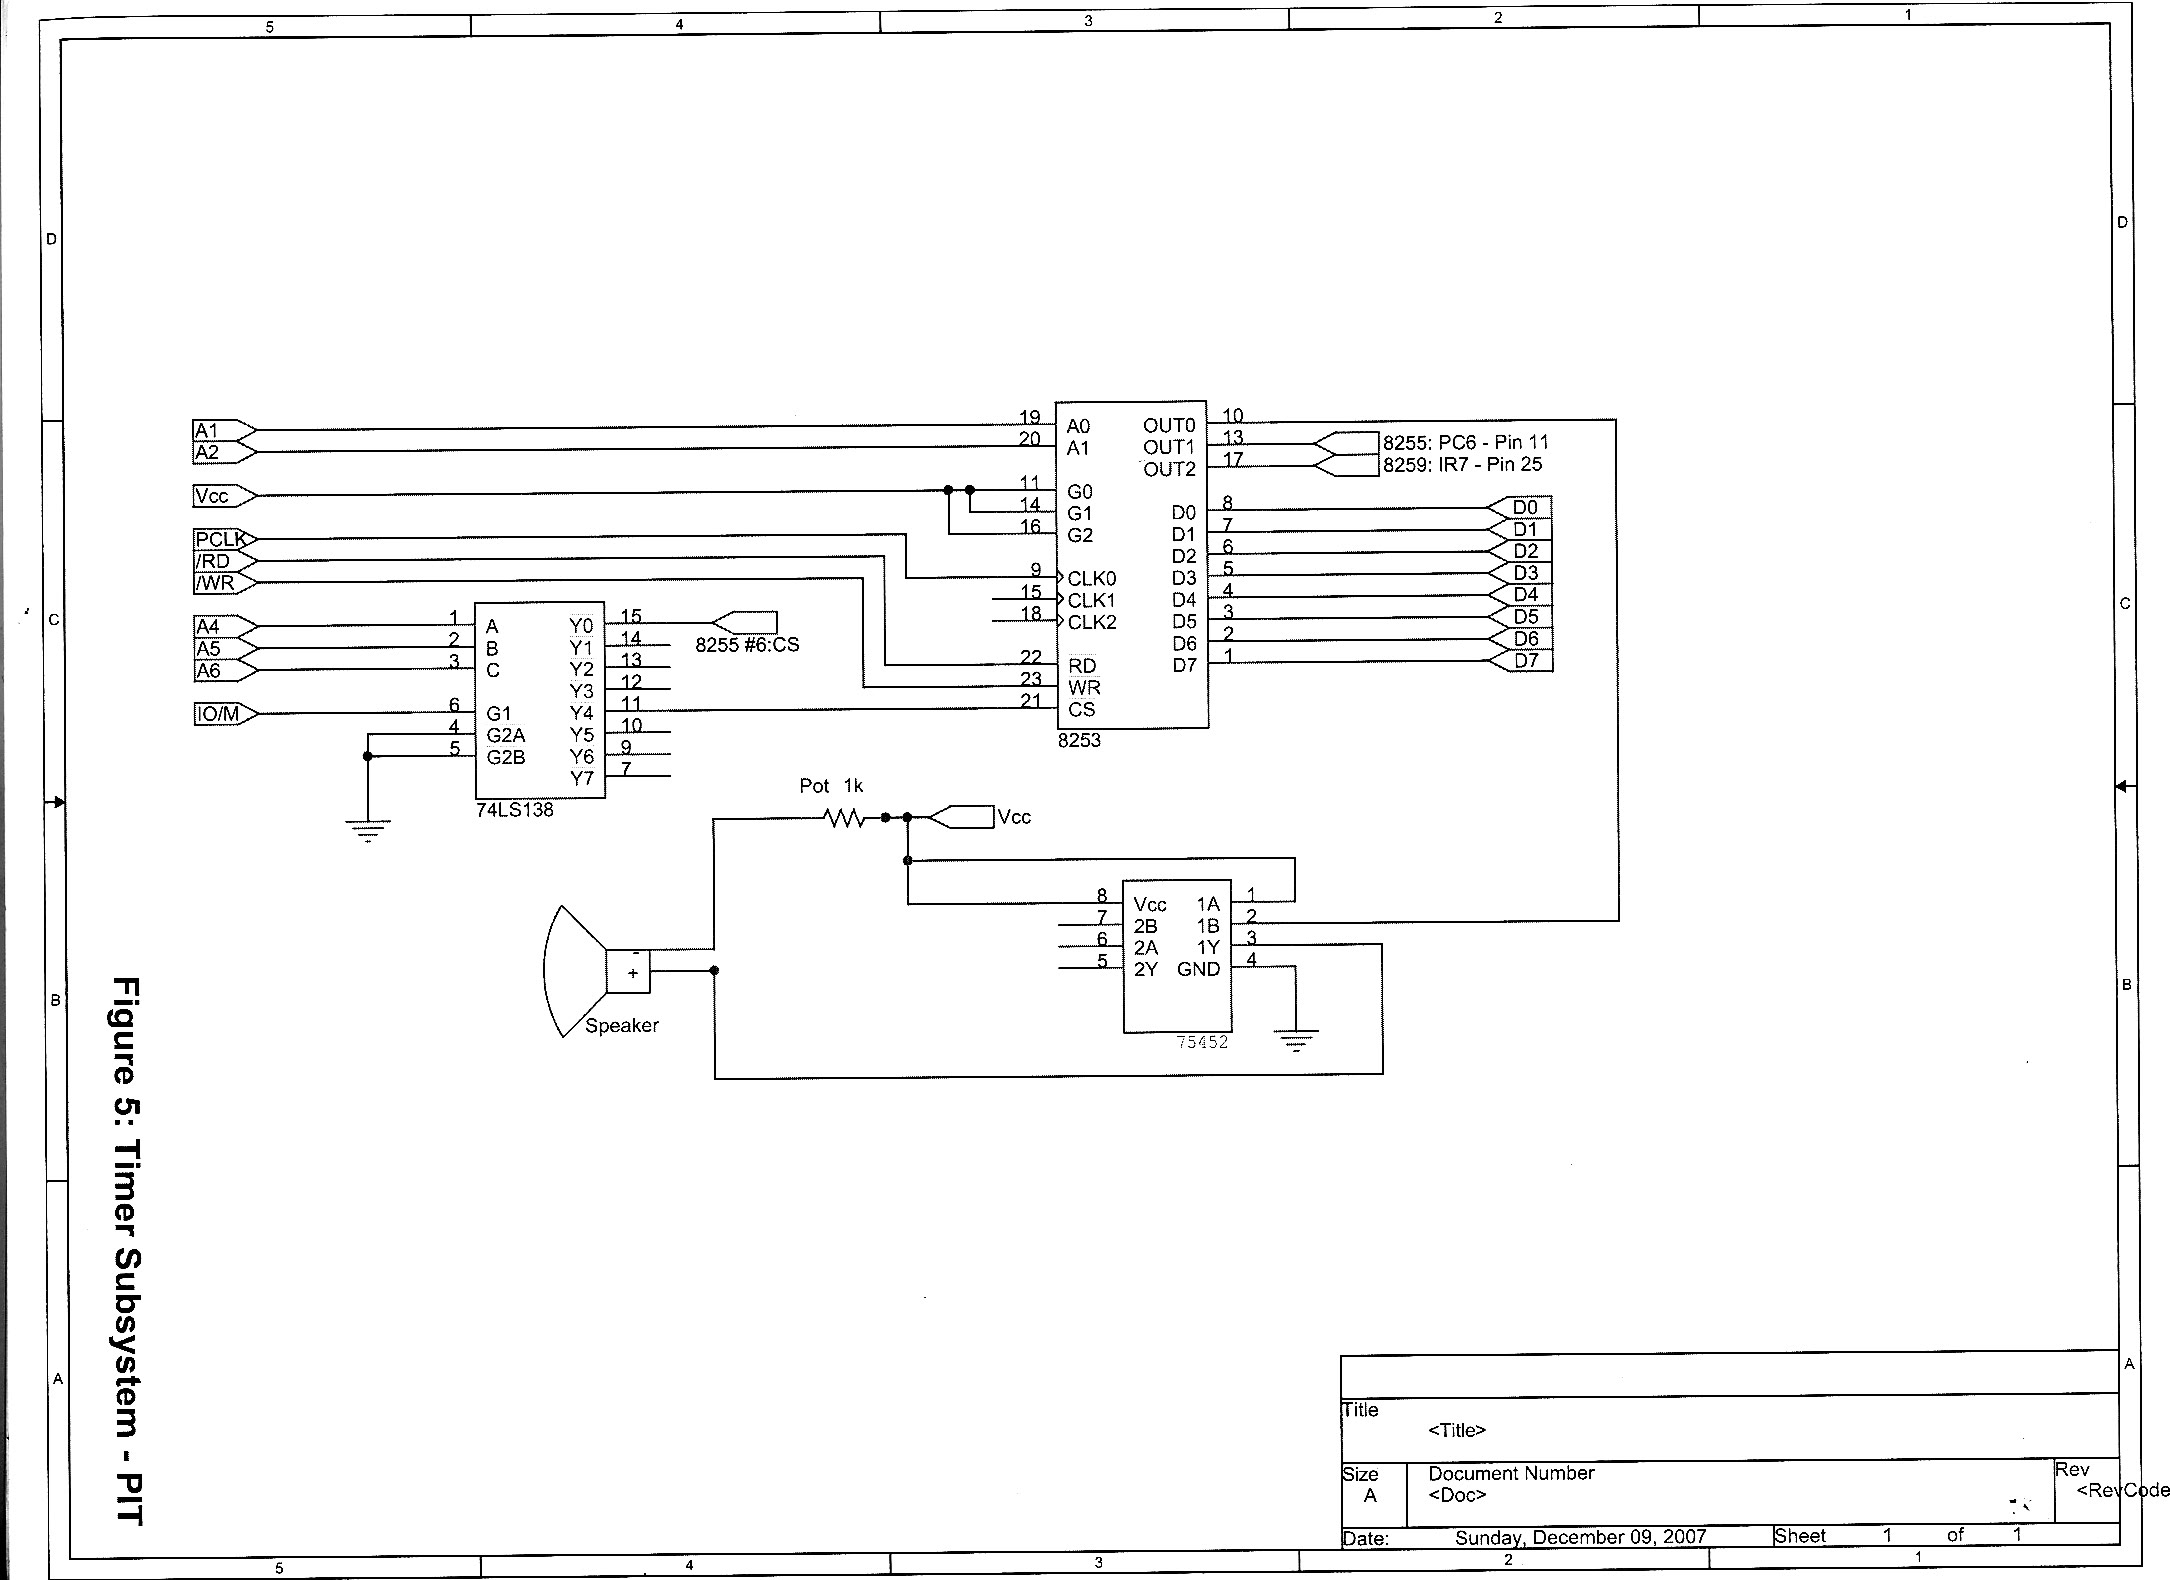 5 4 3 2 1
D D
C C
B B
A A
A1
A2
Vcc
PCLK
/RD
/WR
A4
A5
A6
IO/M
1 A Y0 15
2 B Y1 14
3 C Y2 13
Y3 12
6 G1 Y4 11
4 G2A Y5 10
5 G2B Y6 9
Y7 7
74LS138
8255 #6:CS
19 A0 OUT0 10
20 A1 OUT1 13
OUT2 17
11 G0
14 G1 D0 8
16 G2 D1 7
D2 6
9 CLK0 D3 5
15 CLK1 D4 4
18 CLK2 D5 3
D6 2
22 RD D7 1
23 WR
21 CS
8253
8255: PC6 - Pin 11
8259: IR7 - Pin 25
D0
D1
D2
D3
D4
D5
D6
D7
Pot 1k
Vcc
8 Vcc 1A 1
7 2B 1B 2
6 2A 1Y 3
5 2Y GND 4
75452
-
+
Speaker
Figure 5: Timer Subsystem - PIT
Title
<Title>
Size
A
Document Number
<Doc>
Rev
<RevCode
Date: Sunday, December 09, 2007 Sheet 1 of 1
5 4 3 2 1